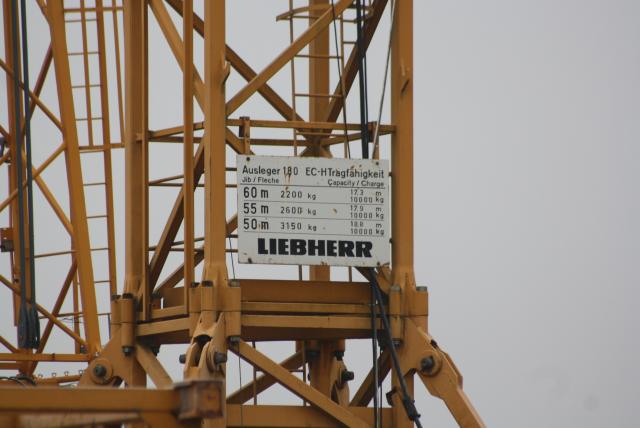 Ausleger 180 EC-H Tragfähigkeit
Jib / Fleche Capacity / Charge
60 m 2200 kg 17.3 m 10000 kg
55 m 2600 kg 17.9 m 10000 kg
50 m 3150 kg 18.8 m 10000 kg
LIEBHERR